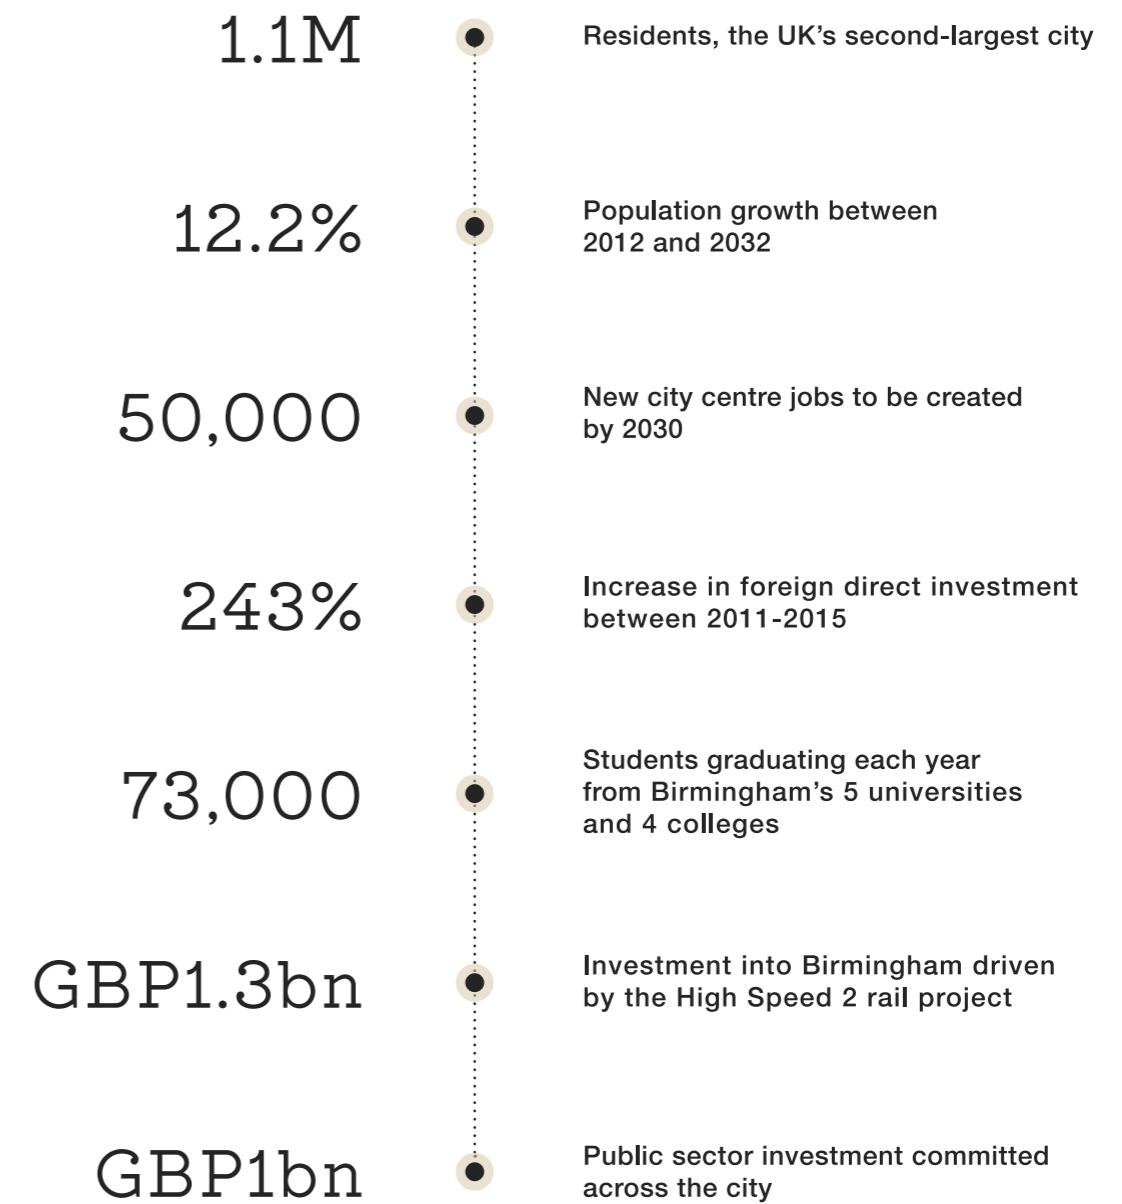 1.1M
Residents, the UK’s second-largest city
12.2%
Population growth between
2012 and 2032
50,000
New city centre jobs to be created
by 2030
243%
Increase in foreign direct investment
between 2011-2015
73,000
Students graduating each year
from Birmingham’s 5 universities
and 4 colleges
GBP1.3bn
Investment into Birmingham driven
by the High Speed 2 rail project
GBP1bn
Public sector investment committed
across the city